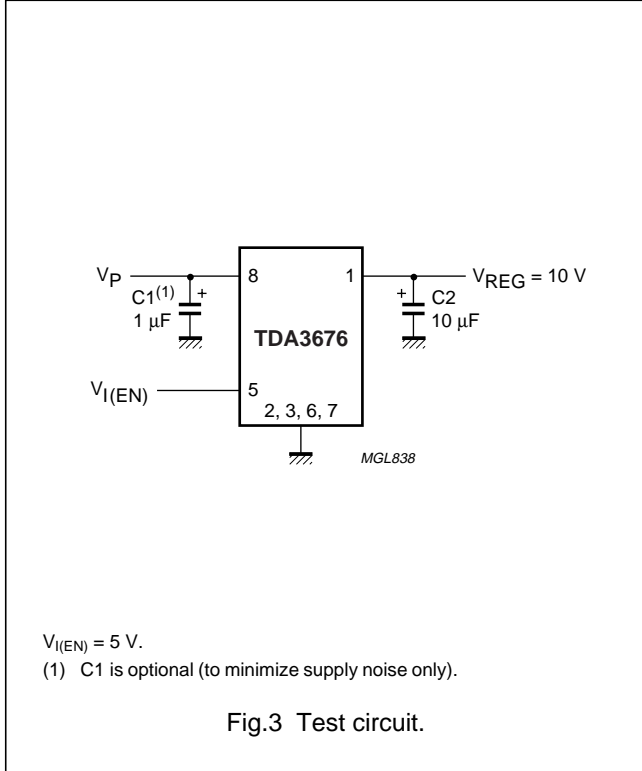 V_P 8 1 V_REG = 10 V
C1(1) + + C2
1 μF 10 μF
TDA3676
V_I(EN) 5
2, 3, 6, 7
MGL838
V_I(EN) = 5 V.
(1) C1 is optional (to minimize supply noise only).
Fig.3 Test circuit.